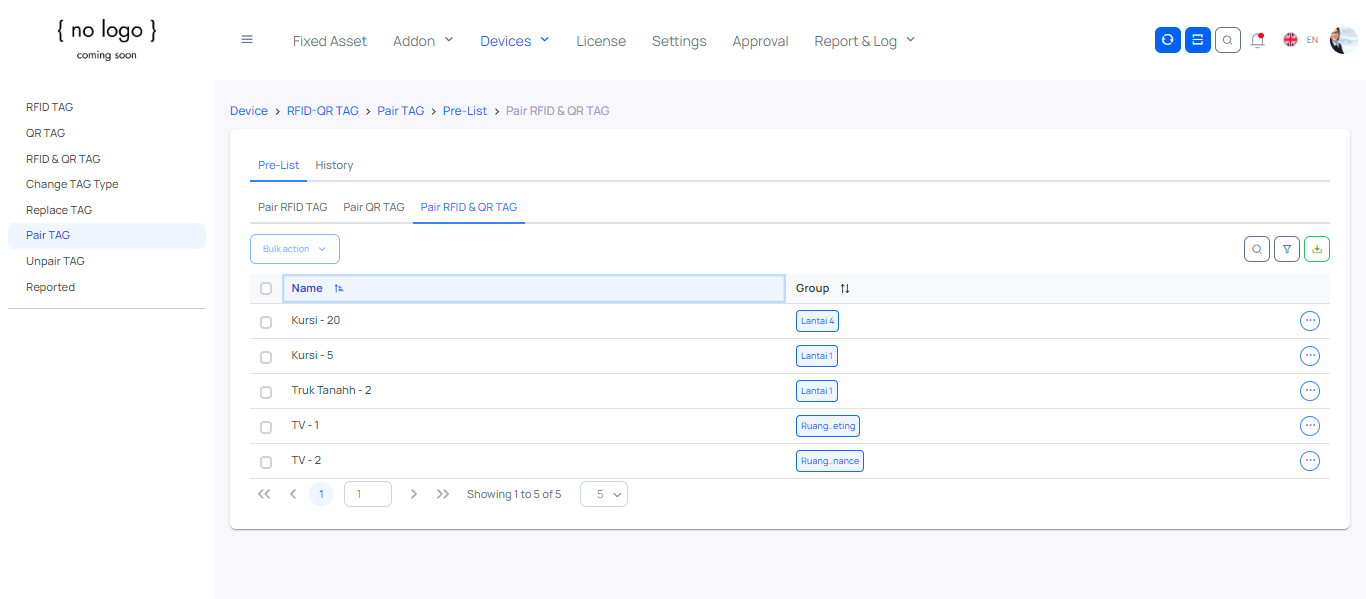 { no logo }
coming soon
Fixed Asset Addon Devices License Settings Approval Report & Log EN
RFID TAG
QR TAG
RFID & QR TAG
Change TAG Type
Replace TAG
Pair TAG
Unpair TAG
Reported
Device > RFID-QR TAG > Pair TAG > Pre-List > Pair RFID & QR TAG
Pre-List History
Pair RFID TAG Pair QR TAG Pair RFID & QR TAG
Bulk action
Name Group
Kursi - 20 Lantai 4
Kursi - 5 Lantai 1
Truk Tanahh - 2 Lantai 1
TV - 1 Ruang..eting
TV - 2 Ruang..nance
1 1 Showing 1 to 5 of 5 5